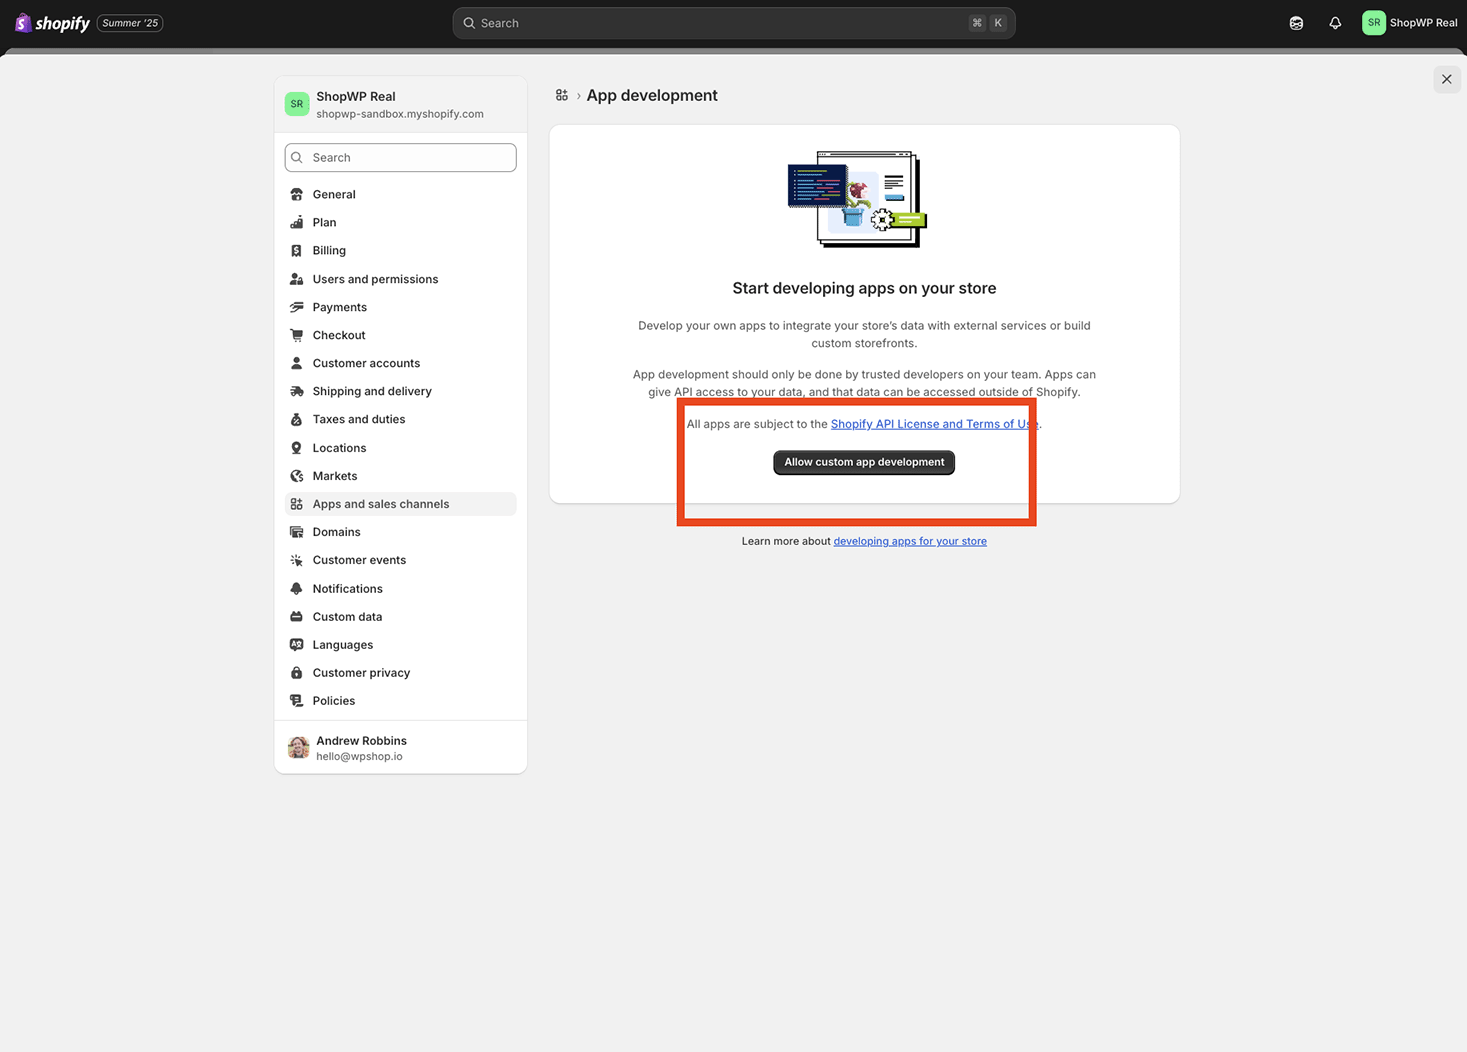 shopify Summer '25
Search ⌘ K
SR ShopWP Real
SR ShopWP Real
shopwp-sandbox.myshopify.com
Search
General
Plan
Billing
Users and permissions
Payments
Checkout
Customer accounts
Shipping and delivery
Taxes and duties
Locations
Markets
Apps and sales channels
Domains
Customer events
Notifications
Custom data
Languages
Customer privacy
Policies
Andrew Robbins
hello@wpshop.io
› App development
Start developing apps on your store
Develop your own apps to integrate your store's data with external services or build
custom storefronts.
App development should only be done by trusted developers on your team. Apps can
give API access to your data, and that data can be accessed outside of Shopify.
All apps are subject to the Shopify API License and Terms of Use.
Allow custom app development
Learn more about developing apps for your store